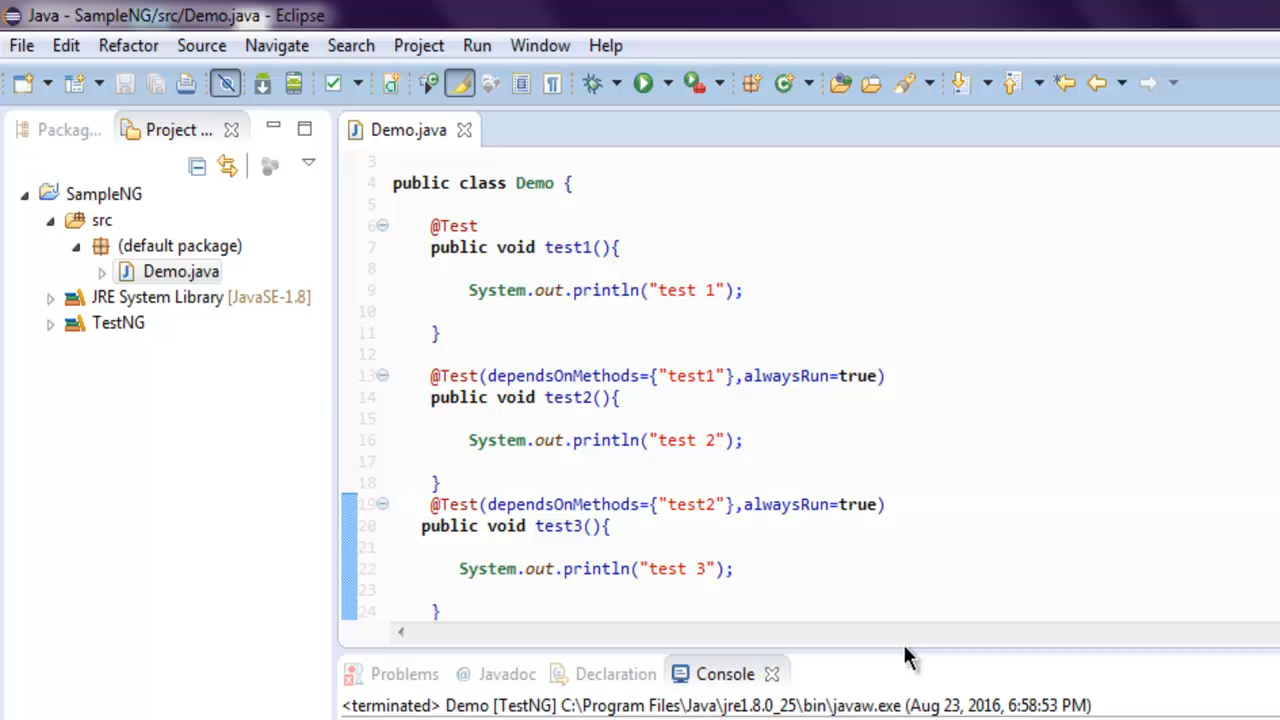 Java - SampleNG/src/Demo.java - Eclipse
File Edit Refactor Source Navigate Search Project Run Window Help
Packag... Project ... Demo.java
SampleNG
src
(default package)
Demo.java
JRE System Library [JavaSE-1.8]
TestNG
3
4 public class Demo {
5
6 @Test
7 public void test1(){
8
9 System.out.println("test 1");
10
11 }
12
13 @Test(dependsOnMethods={"test1"},alwaysRun=true)
14 public void test2(){
15
16 System.out.println("test 2");
17
18 }
19 @Test(dependsOnMethods={"test2"},alwaysRun=true)
20 public void test3(){
21
22 System.out.println("test 3");
23
24 }
Problems @ Javadoc Declaration Console
<terminated> Demo [TestNG] C:\Program Files\Java\jre1.8.0_25\bin\javaw.exe (Aug 23, 2016, 6:58:53 PM)